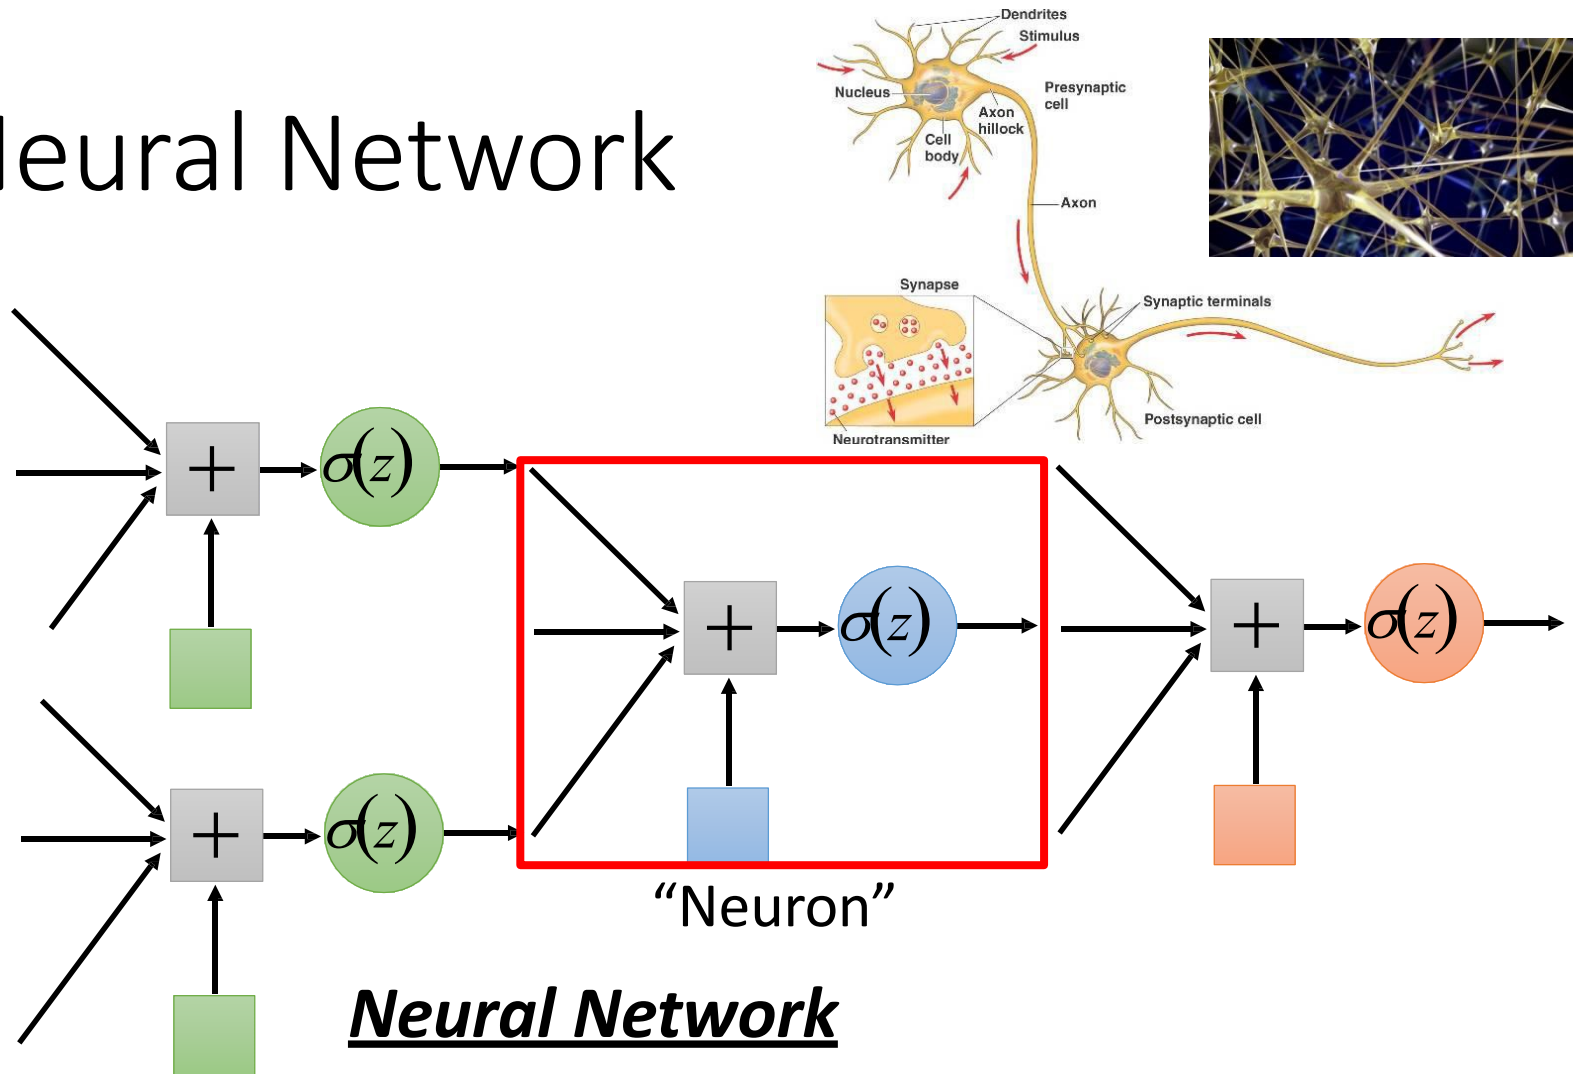 eural Network
Dendrites
Stimulus
Nucleus
Presynaptic
cell
Axon
hillock
Cell
body
Axon
Synapse
Synaptic terminals
Postsynaptic cell
Neurotransmitter
+
σ(z)
+
σ(z)
+
σ(z)
+
σ(z)
“Neuron”
Neural Network